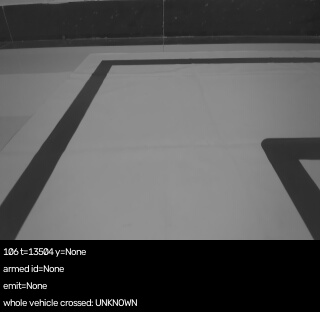 106 t=13504 y=None
armed id=None
emit=None
whole vehicle crossed: UNKNOWN